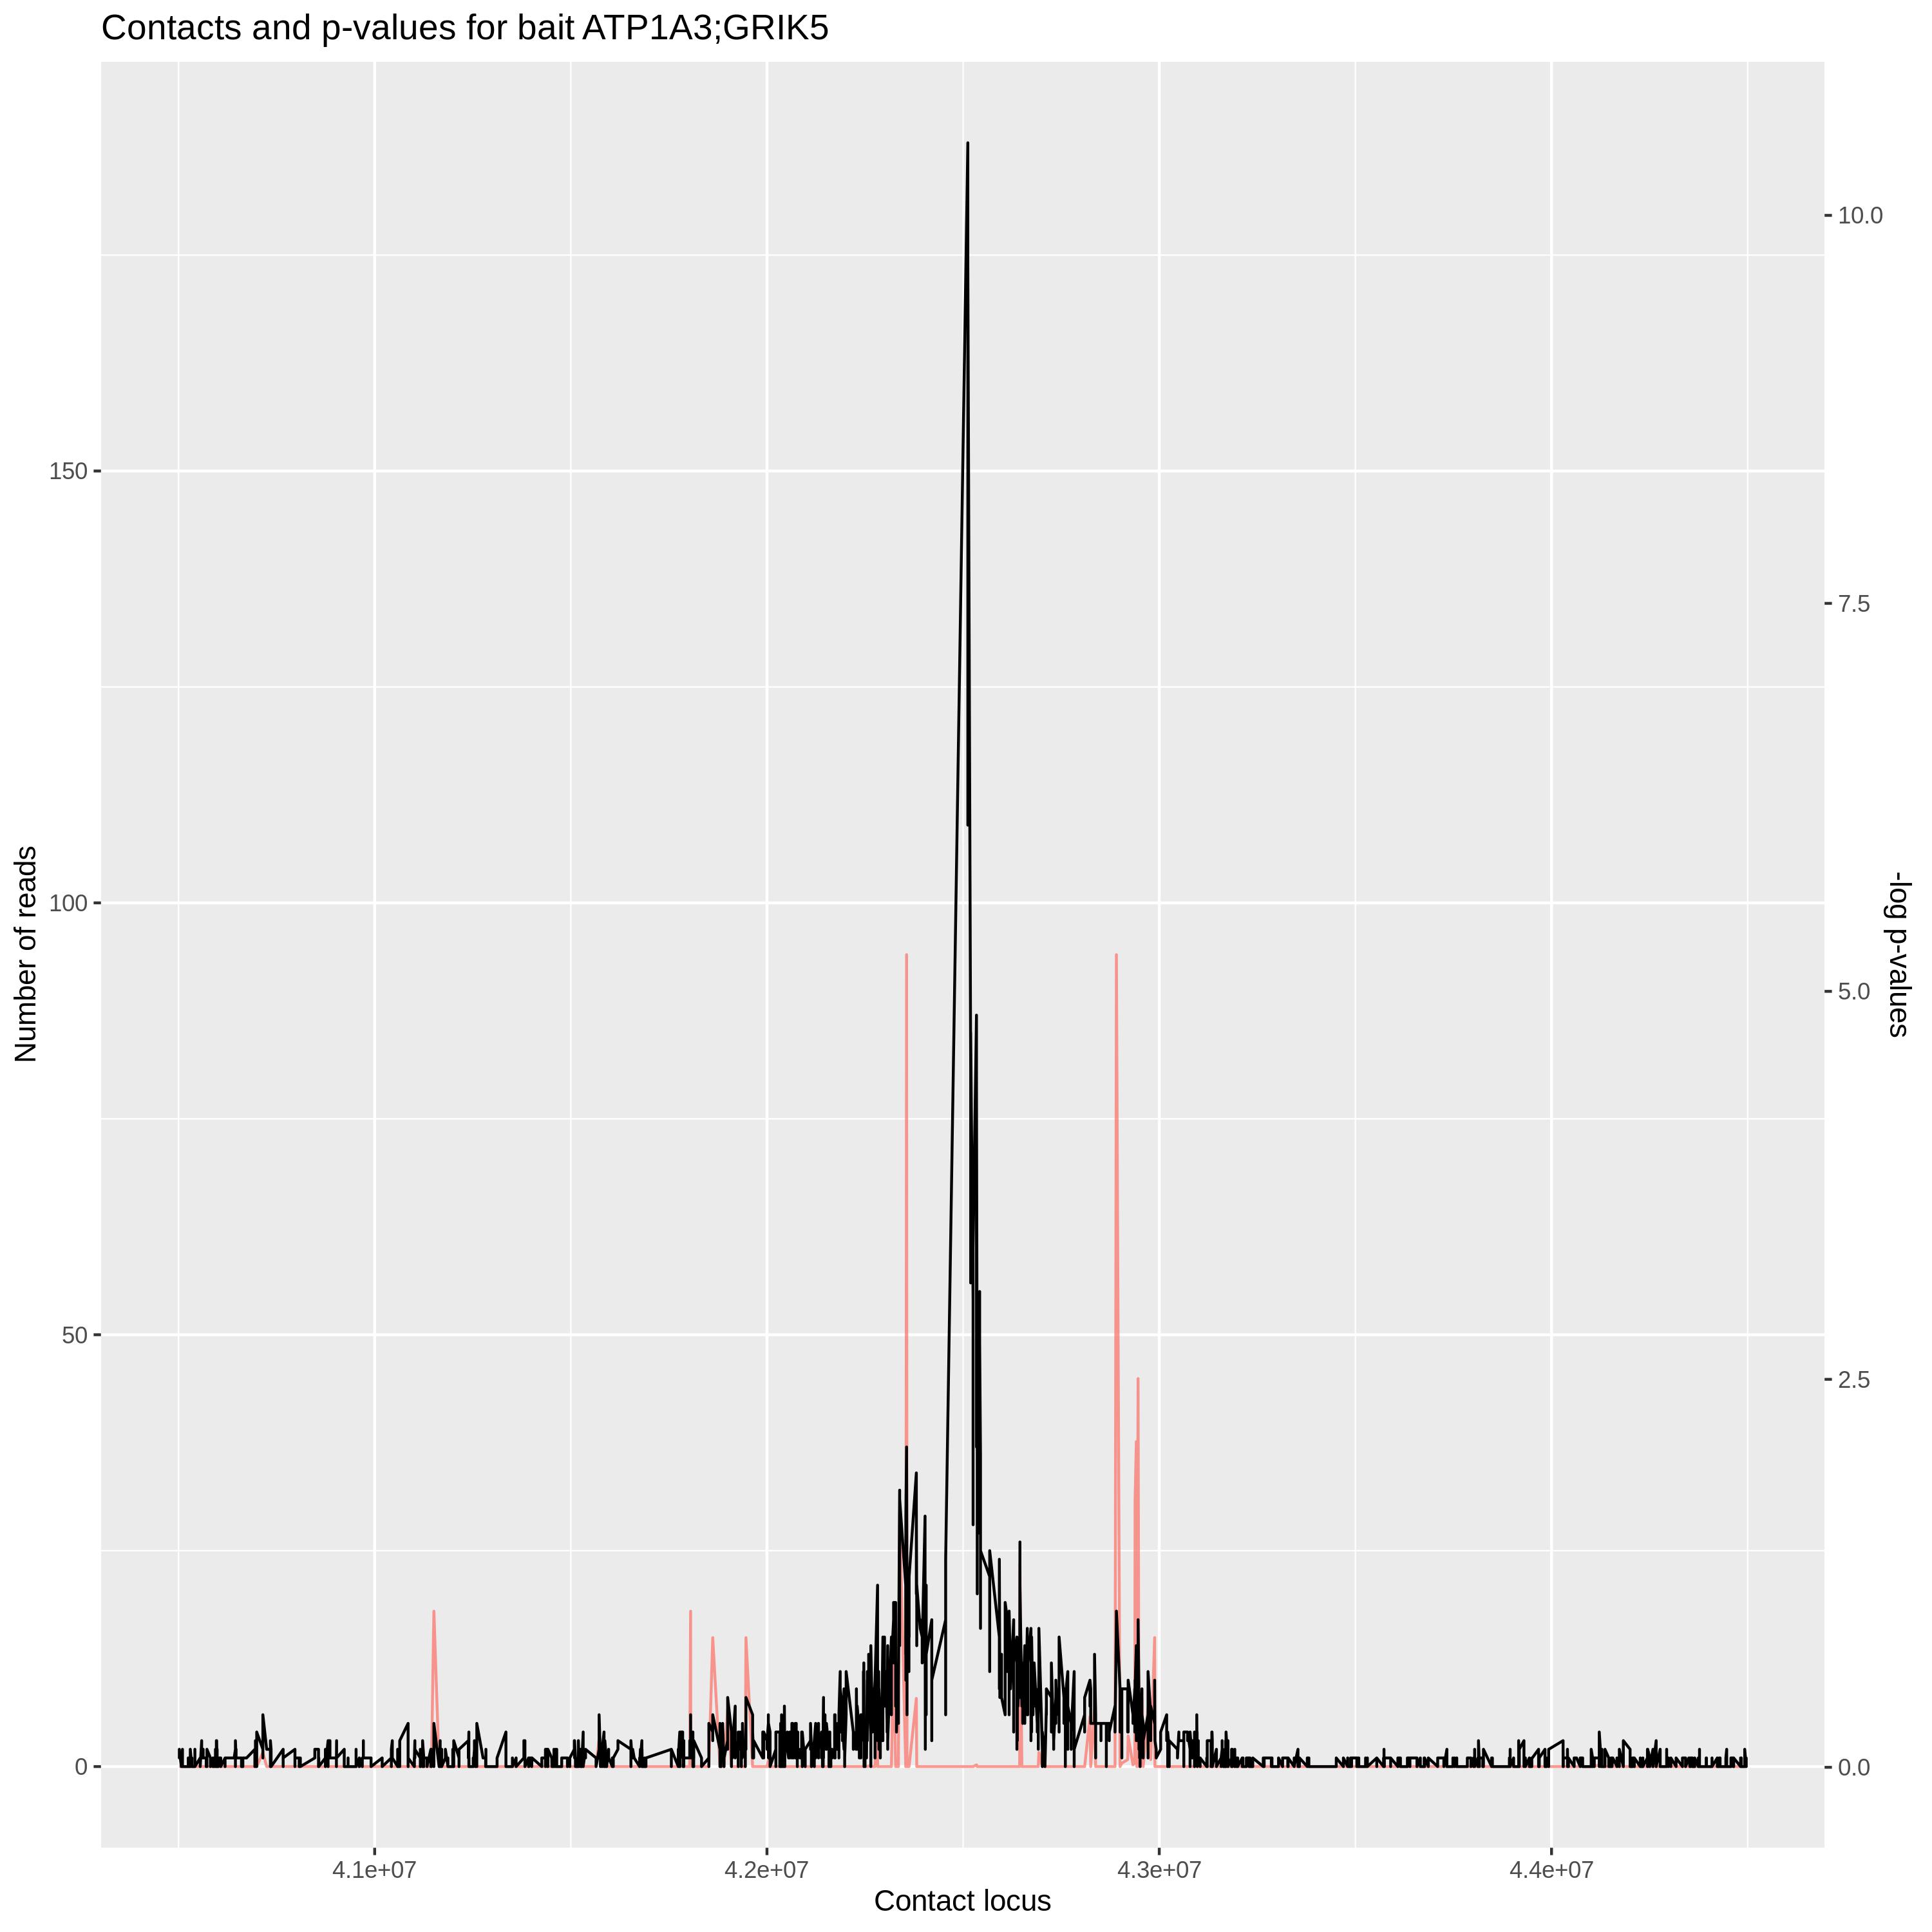 Contacts and p-values for bait ATP1A3;GRIK5
Number of reads
150
100
50
0
10.0
7.5
5.0
2.5
0.0
-log p-values
4.1e+07 4.2e+07 4.3e+07 4.4e+07
Contact locus